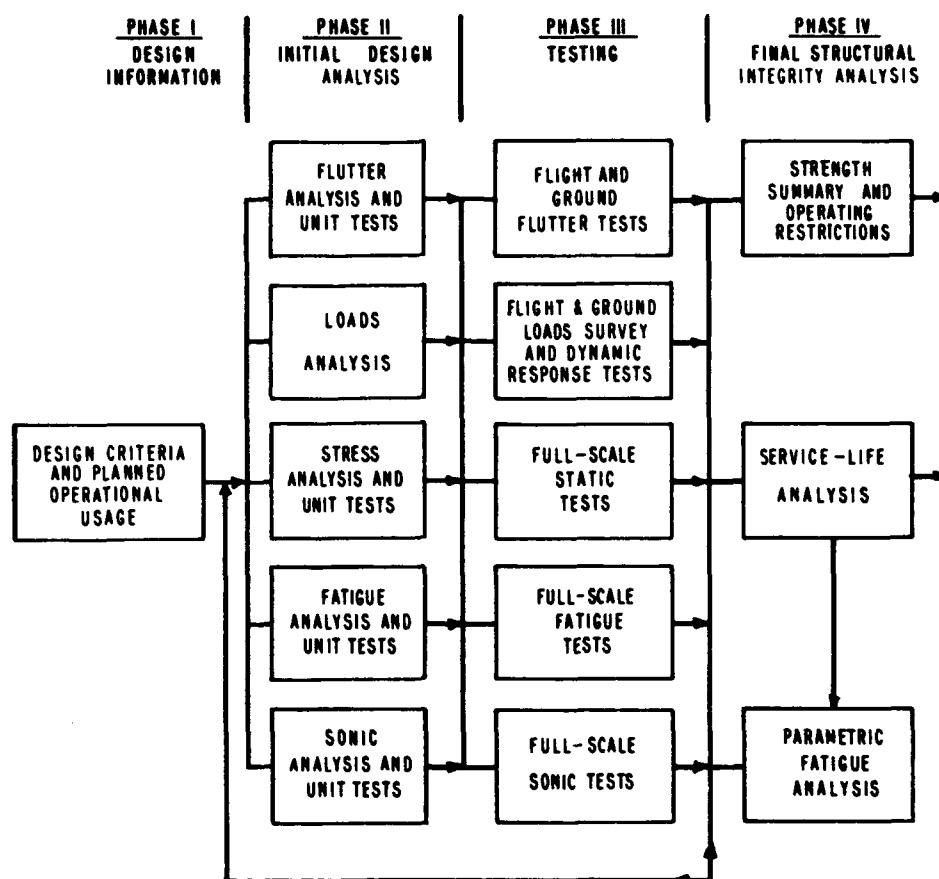 PHASE I
DESIGN
INFORMATION
PHASE II
INITIAL DESIGN
ANALYSIS
PHASE III
TESTING
PHASE IV
FINAL STRUCTURAL
INTEGRITY ANALYSIS
DESIGN CRITERIA
AND PLANNED
OPERATIONAL
USAGE
FLUTTER
ANALYSIS AND
UNIT TESTS
LOADS
ANALYSIS
STRESS
ANALYSIS AND
UNIT TESTS
FATIGUE
ANALYSIS AND
UNIT TESTS
SONIC
ANALYSIS AND
UNIT TESTS
FLIGHT AND
GROUND
FLUTTER TESTS
FLIGHT & GROUND
LOADS SURVEY
AND DYNAMIC
RESPONSE TESTS
FULL-SCALE
STATIC
TESTS
FULL-SCALE
FATIGUE
TESTS
FULL-SCALE
SONIC TESTS
STRENGTH
SUMMARY AND
OPERATING
RESTRICTIONS
SERVICE-LIFE
ANALYSIS
PARAMETRIC
FATIGUE
ANALYSIS